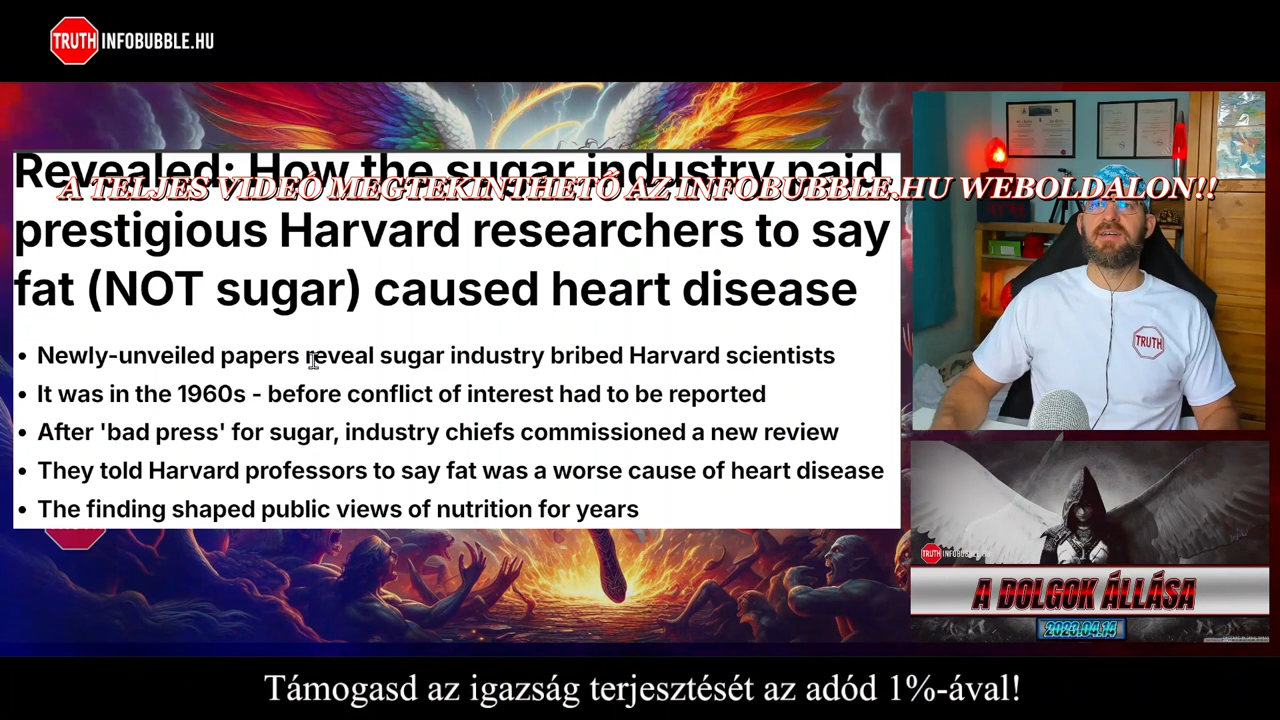 TRUTH INFOBUBBLE.HU
Revealed: How the sugar industry paid
A TELJES VIDEÓ MEGTEKINTHETŐ AZ INFOBUBBLE.HU WEBOLDALON!!
prestigious Harvard researchers to say
fat (NOT sugar) caused heart disease
• Newly-unveiled papers reveal sugar industry bribed Harvard scientists
• It was in the 1960s - before conflict of interest had to be reported
• After 'bad press' for sugar, industry chiefs commissioned a new review
• They told Harvard professors to say fat was a worse cause of heart disease
• The finding shaped public views of nutrition for years
TRUTH
TRUTH INFOBUBBLE.HU
A DOLGOK ÁLLÁSA
Támogasd az igazság terjesztését az adód 1%-ával!